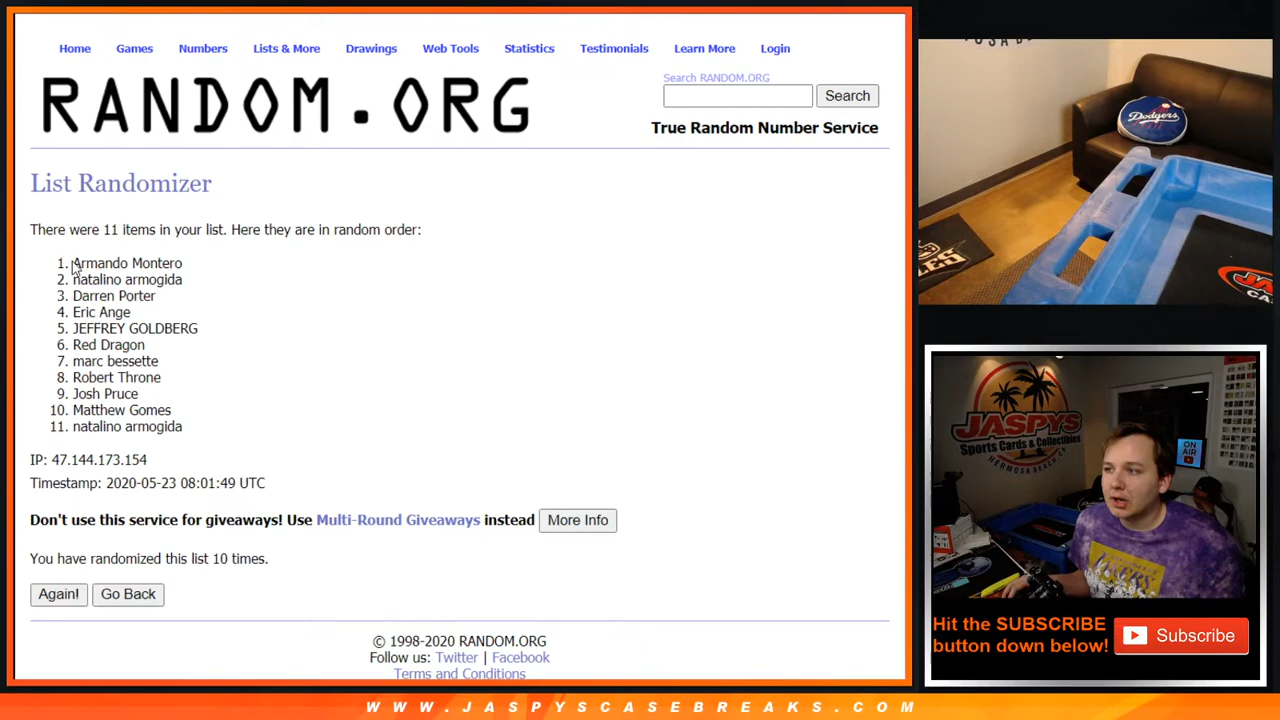 Home Games Numbers Lists & More Drawings Web Tools Statistics Testimonials Learn More Login
RANDOM.ORG
Search RANDOM.ORG
Search
True Random Number Service
List Randomizer
There were 11 items in your list. Here they are in random order:
1. Armando Montero
2. natalino armogida
3. Darren Porter
4. Eric Ange
5. JEFFREY GOLDBERG
6. Red Dragon
7. marc bessette
8. Robert Throne
9. Josh Pruce
10. Matthew Gomes
11. natalino armogida
IP: 47.144.173.154
Timestamp: 2020-05-23 08:01:49 UTC
Don't use this service for giveaways! Use Multi-Round Giveaways instead More Info
You have randomized this list 10 times.
Again! Go Back
© 1998-2020 RANDOM.ORG
Follow us: Twitter | Facebook
Terms and Conditions
Dodgers
JASPYS
Sports Cards & Collectibles
HERMOSA BEACH, CA
ON
AIR
Hit the SUBSCRIBE
button down below!
Subscribe
WWW.JASPYSCASEBREAKS.COM